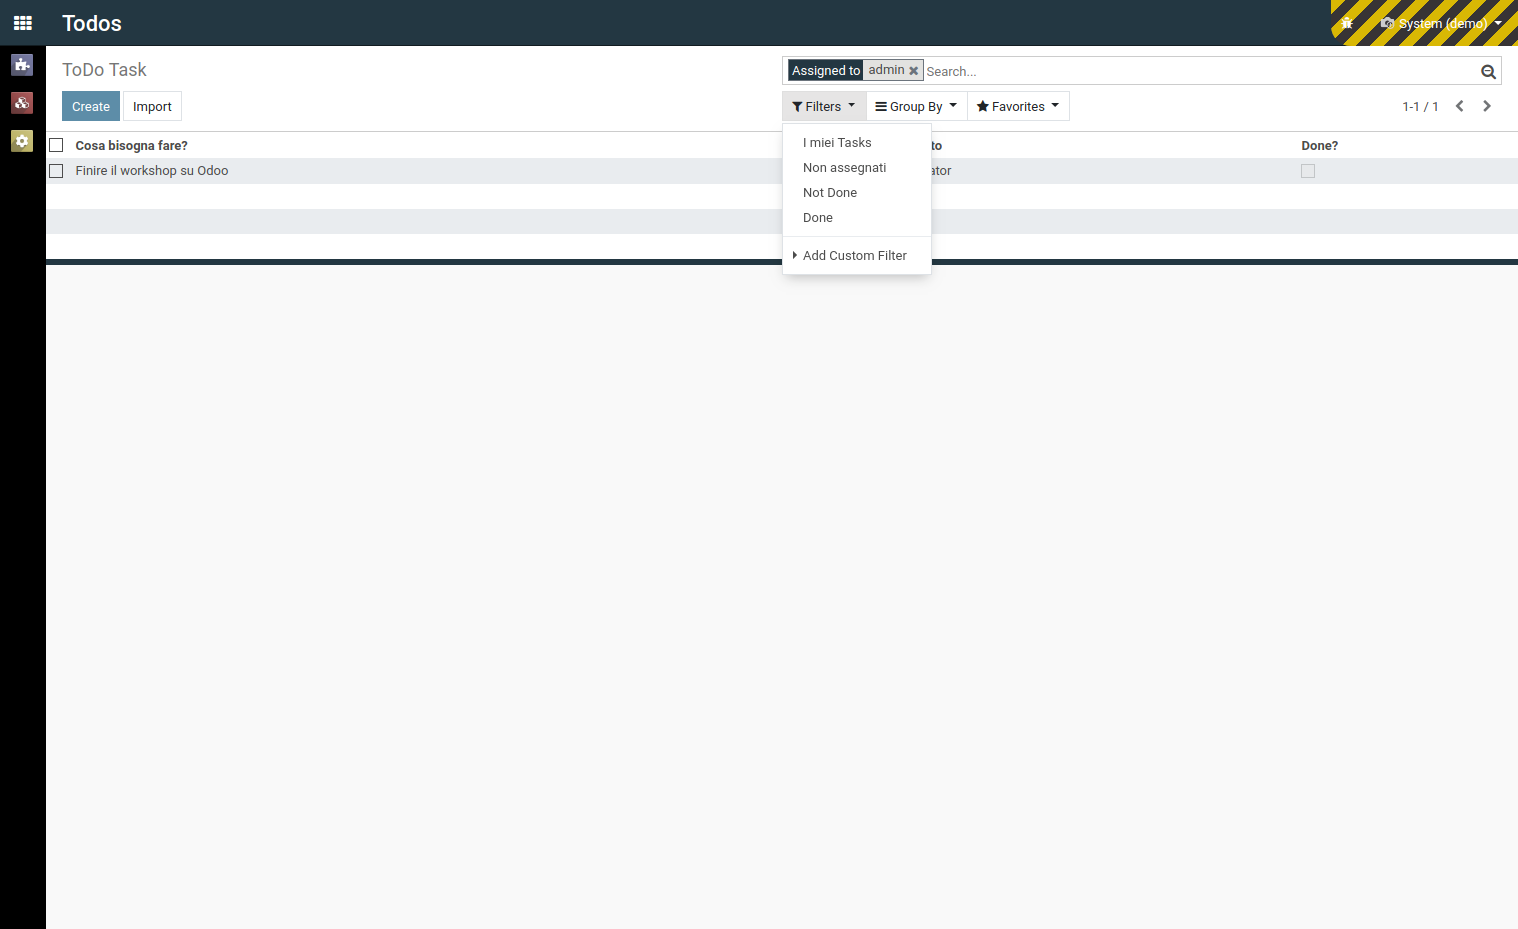 Todos
System (demo)
ToDo Task
Assigned to admin Search...
Create Import
Filters Group By Favorites
1-1 / 1
Cosa bisogna fare? to Done?
Finire il workshop su Odoo ator
I miei Tasks
Non assegnati
Not Done
Done
Add Custom Filter